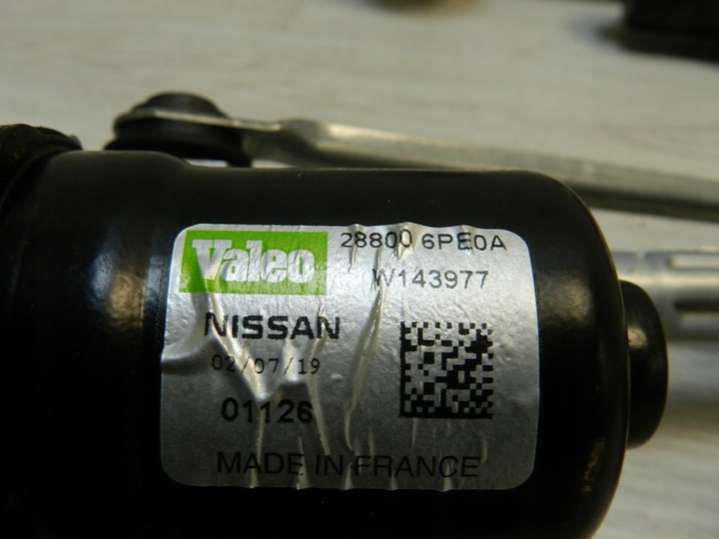 Valeo
28800 6PE0A
W143977
NISSAN
02/07/19
01126
MADE IN FRANCE